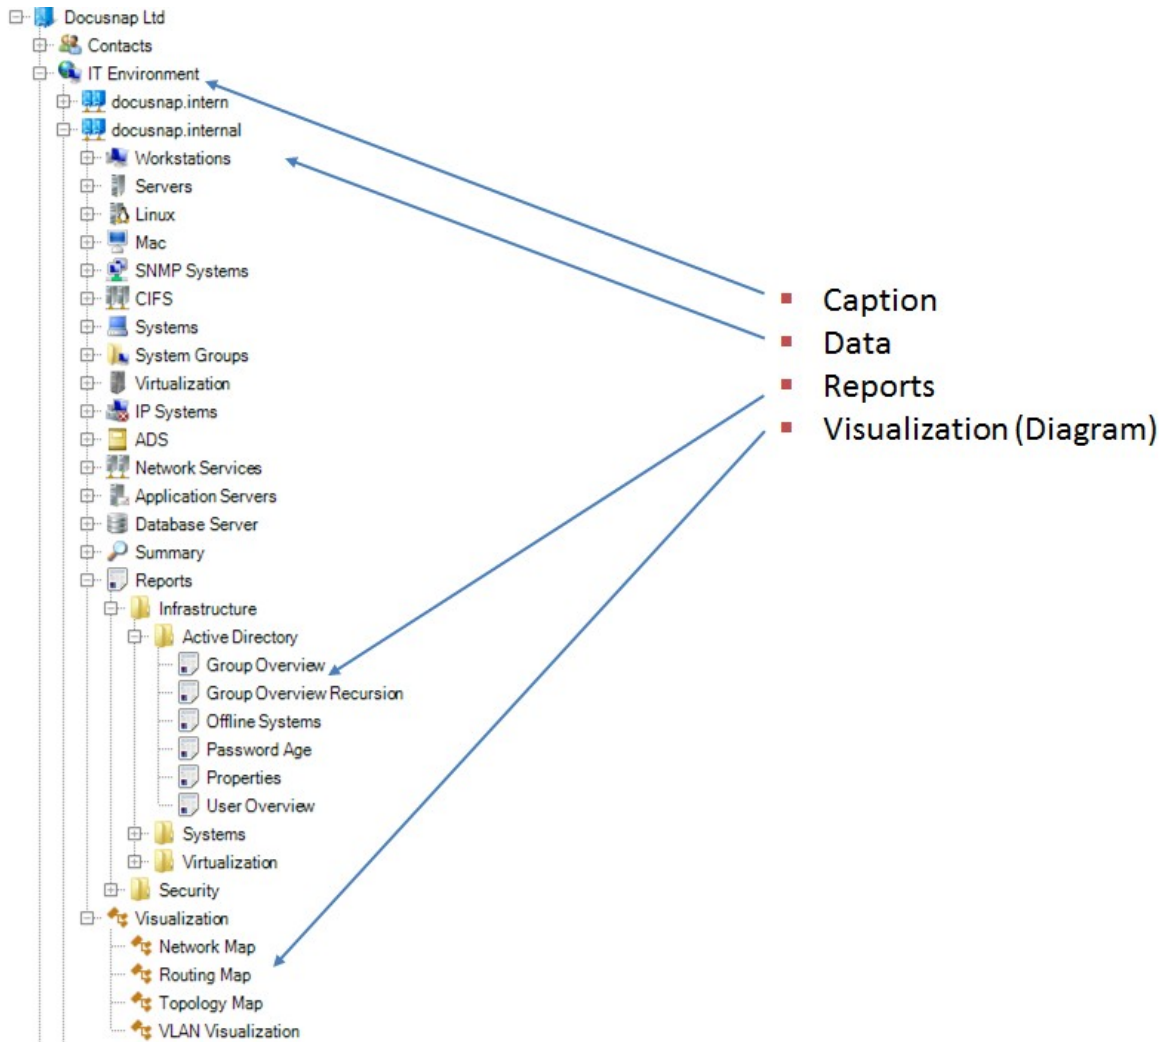 Docusnap Ltd
Contacts
IT Environment
docusnap.intern
docusnap.internal
Workstations
Servers
Linux
Mac
SNMP Systems
CIFS
Systems
System Groups
Virtualization
IP Systems
ADS
Network Services
Application Servers
Database Server
Summary
Reports
Infrastructure
Active Directory
Group Overview
Group Overview Recursion
Offline Systems
Password Age
Properties
User Overview
Systems
Virtualization
Security
Visualization
Network Map
Routing Map
Topology Map
VLAN Visualization
Caption
Data
Reports
Visualization (Diagram)